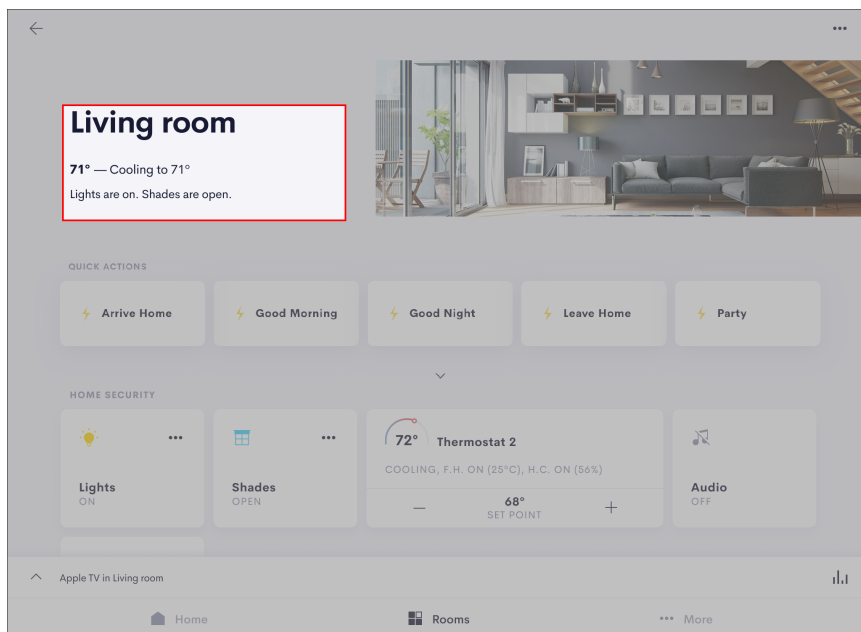 Living room
71° — Cooling to 71°
Lights are on. Shades are open.
QUICK ACTIONS
Arrive Home
Good Morning
Good Night
Leave Home
Party
HOME SECURITY
Lights
ON
Shades
OPEN
72° Thermostat 2
COOLING, F.H. ON (25°C), H.C. ON (56%)
68°
SET POINT
Audio
OFF
Apple TV in Living room
Home
Rooms
More